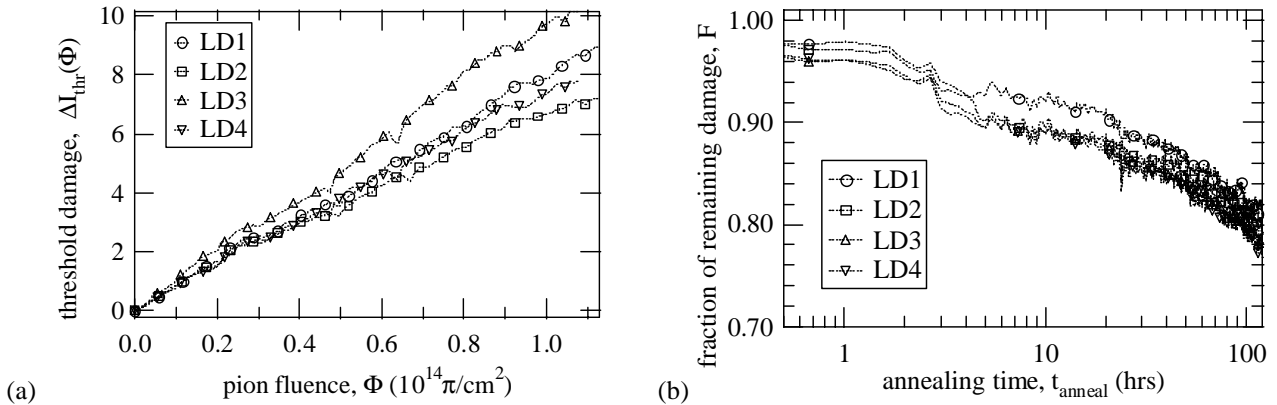 (a)
threshold damage, ΔI_thr(Φ)
10
8
6
4
2
0
LD1
LD2
LD3
LD4
0.0 0.2 0.4 0.6 0.8 1.0
pion fluence, Φ (10^14π/cm^2)
(b)
fraction of remaining damage, F
1.00
0.90
0.80
0.70
LD1
LD2
LD3
LD4
1 10 100
annealing time, t_anneal (hrs)